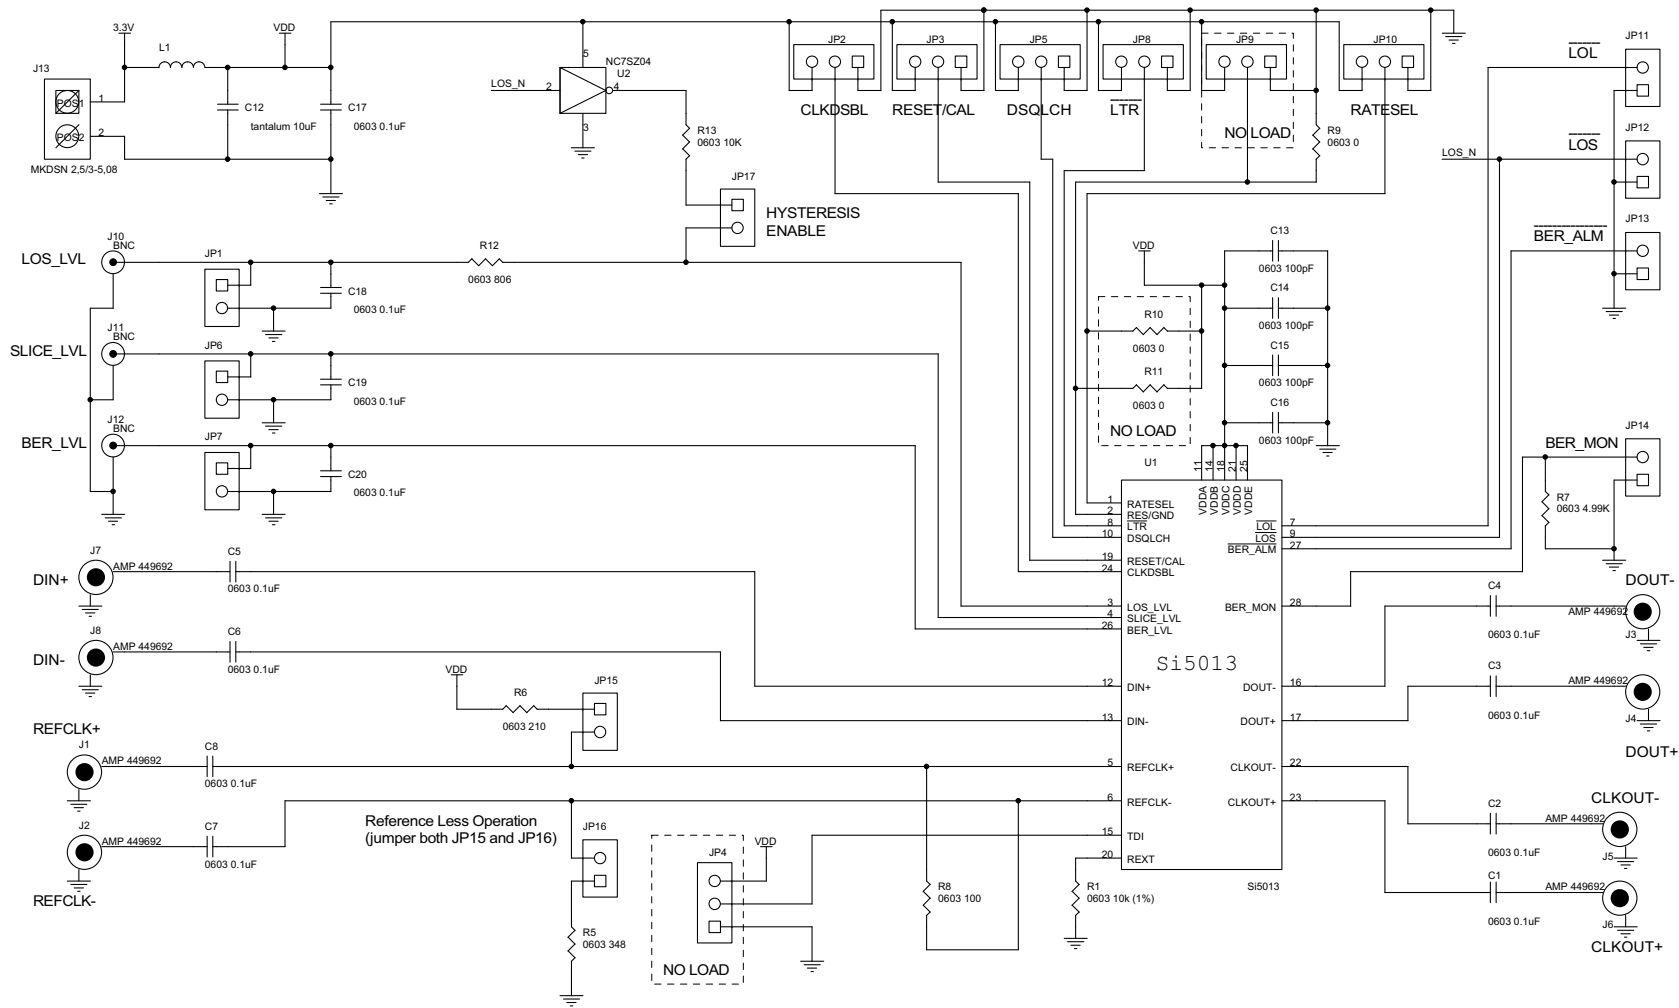 3.3V
VDD
L1
J13
POS1
1
POS2
2
MKDSN 2,5/3-5,08
C12
tantalum 10uF
C17
0603 0.1uF
LOS_N
2
5
NC7SZ04
U2
4
3
R13
0603 10K
JP17
HYSTERESIS
ENABLE
JP2
CLKDSBL
JP3
RESET/CAL
JP5
DSQLCH
JP8
LTR
JP9
NO LOAD
R9
0603 0
JP10
RATESEL
LOL
JP11
LOS_N
LOS
JP12
BER_ALM
JP13
LOS_LVL
J10
BNC
JP1
C18
0603 0.1uF
R12
0603 806
SLICE_LVL
J11
BNC
JP6
C19
0603 0.1uF
BER_LVL
J12
BNC
JP7
C20
0603 0.1uF
VDD
C13
0603 100pF
C14
0603 100pF
C15
0603 100pF
C16
0603 100pF
R10
0603 0
R11
0603 0
NO LOAD
BER_MON
JP14
R7
0603 4.99K
U1
11
14
18
21
25
VDDA
VDDB
VDDC
VDDD
VDDE
1
RATESEL
2
RES/GND
8
LTR
10
DSQLCH
19
RESET/CAL
24
CLKDSBL
3
LOS_LVL
4
SLICE_LVL
26
BER_LVL
LOL
7
LOS
9
BER_ALM
27
BER_MON
28
Si5013
12
DIN+
13
DIN-
5
REFCLK+
6
REFCLK-
15
TDI
20
REXT
DOUT-
16
DOUT+
17
CLKOUT-
22
CLKOUT+
23
Si5013
J7
AMP 449692
DIN+
C5
0603 0.1uF
J8
AMP 449692
DIN-
C6
0603 0.1uF
VDD
R6
0603 210
JP15
REFCLK+
J1
AMP 449692
C8
0603 0.1uF
J2
AMP 449692
C7
0603 0.1uF
REFCLK-
Reference Less Operation
(jumper both JP15 and JP16)
JP16
R5
0603 348
JP4
VDD
NO LOAD
R8
0603 100
R1
0603 10k (1%)
C4
0603 0.1uF
DOUT-
AMP 449692
J3
C3
0603 0.1uF
AMP 449692
J4
DOUT+
C2
0603 0.1uF
CLKOUT-
AMP 449692
J5
C1
0603 0.1uF
AMP 449692
J6
CLKOUT+